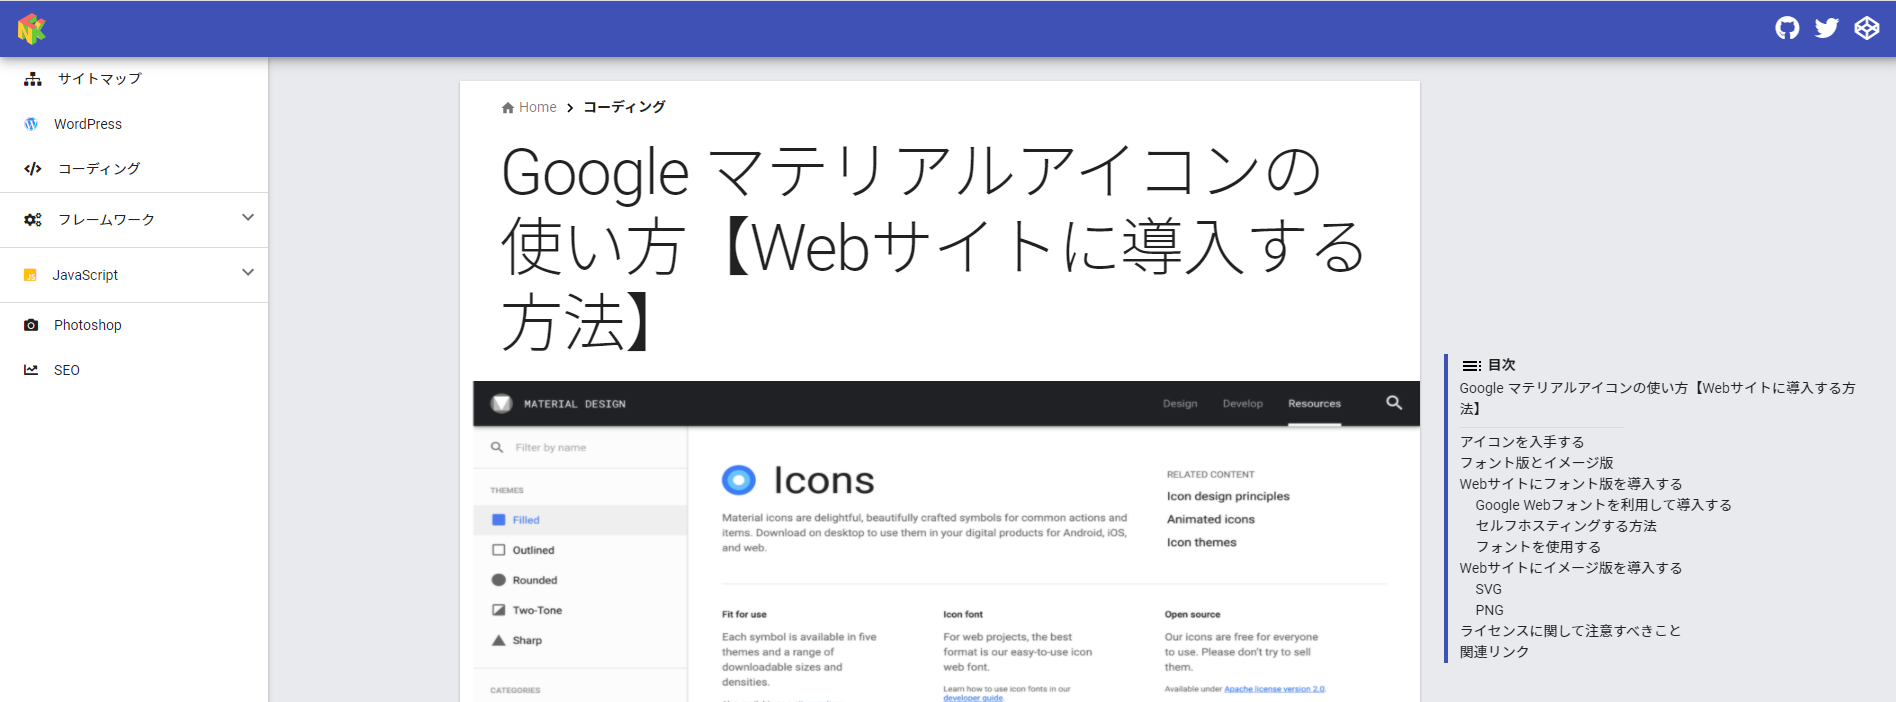 サイトマップ
WordPress
コーディング
フレームワーク
JavaScript
Photoshop
SEO
Home
コーディング
Google マテリアルアイコンの
使い方【Webサイトに導入する
方法】
MATERIAL DESIGN
Design
Develop
Resources
Filter by name
THEMES
Filled
Outlined
Rounded
Two-Tone
Sharp
CATEGORIES
Icons
Material icons are delightful, beautifully crafted symbols for common actions and
items. Download on desktop to use them in your digital products for Android, iOS,
and web.
RELATED CONTENT
Icon design principles
Animated icons
Icon themes
Fit for use
Each symbol is available in five
themes and a range of
downloadable sizes and
densities.
Icon font
For web projects, the best
format is our easy-to-use icon
web font.
Learn how to use icon fonts in our
developer guide.
Open source
Our icons are free for everyone
to use. Please don't try to sell
them.
Available under Apache license version 2.0.
目次
Google マテリアルアイコンの使い方【Webサイトに導入する方
法】
アイコンを入手する
フォント版とイメージ版
Webサイトにフォント版を導入する
Google Webフォントを利用して導入する
セルフホスティングする方法
フォントを使用する
Webサイトにイメージ版を導入する
SVG
PNG
ライセンスに関して注意すべきこと
関連リンク